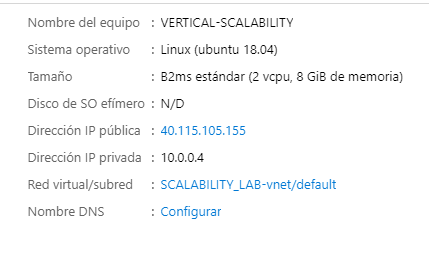 Nombre del equipo : VERTICAL-SCALABILITY
Sistema operativo : Linux (ubuntu 18.04)
Tamaño : B2ms estándar (2 vcpu, 8 GiB de memoria)
Disco de SO efímero : N/D
Dirección IP pública : 40.115.105.155
Dirección IP privada : 10.0.0.4
Red virtual/subred : SCALABILITY_LAB-vnet/default
Nombre DNS : Configurar